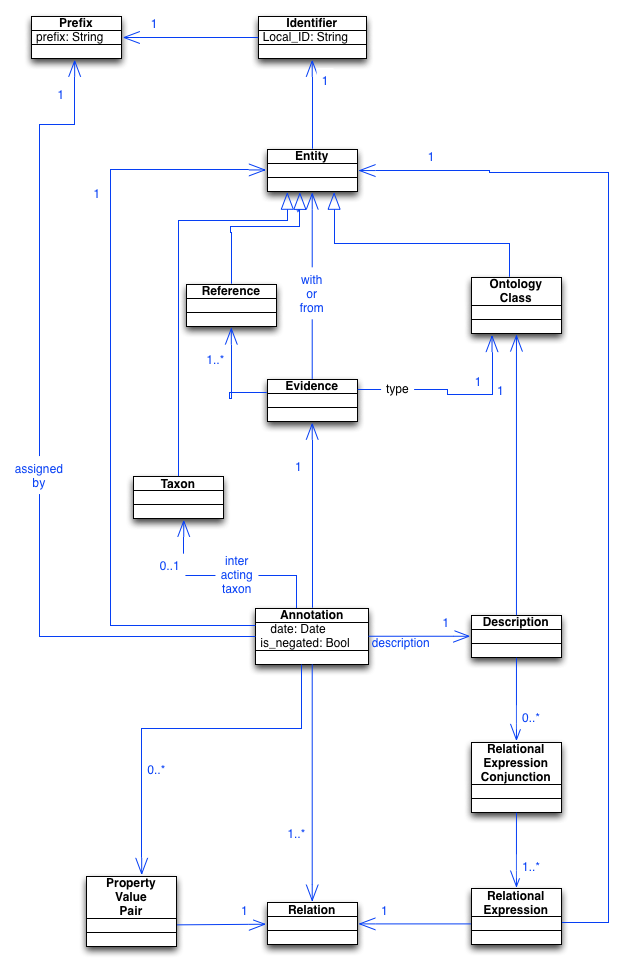 Prefix
prefix: String
1
Identifier
Local_ID: String
1
1
Entity
1
1
with
or
from
Reference
Ontology
Class
1..*
Evidence
type
1
1
assigned
by
1
Taxon
0..1
inter
acting
taxon
Annotation
date: Date
is_negated: Bool
description
1
Description
0..*
0..*
Relational
Expression
Conjunction
1..*
1..*
Property
Value
Pair
1
Relation
1
Relational
Expression